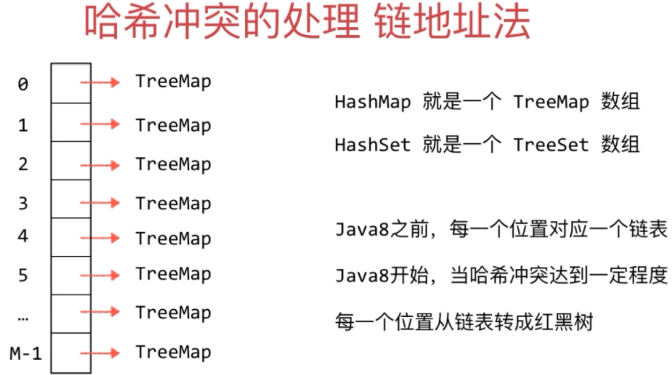 哈希冲突的处理 链地址法
0 TreeMap
1 TreeMap
2 TreeMap
3 TreeMap
4 TreeMap
5 TreeMap
… TreeMap
M-1 TreeMap
HashMap 就是一个 TreeMap 数组
HashSet 就是一个 TreeSet 数组
Java8之前，每一个位置对应一个链表
Java8开始，当哈希冲突达到一定程度
每一个位置从链表转成红黑树